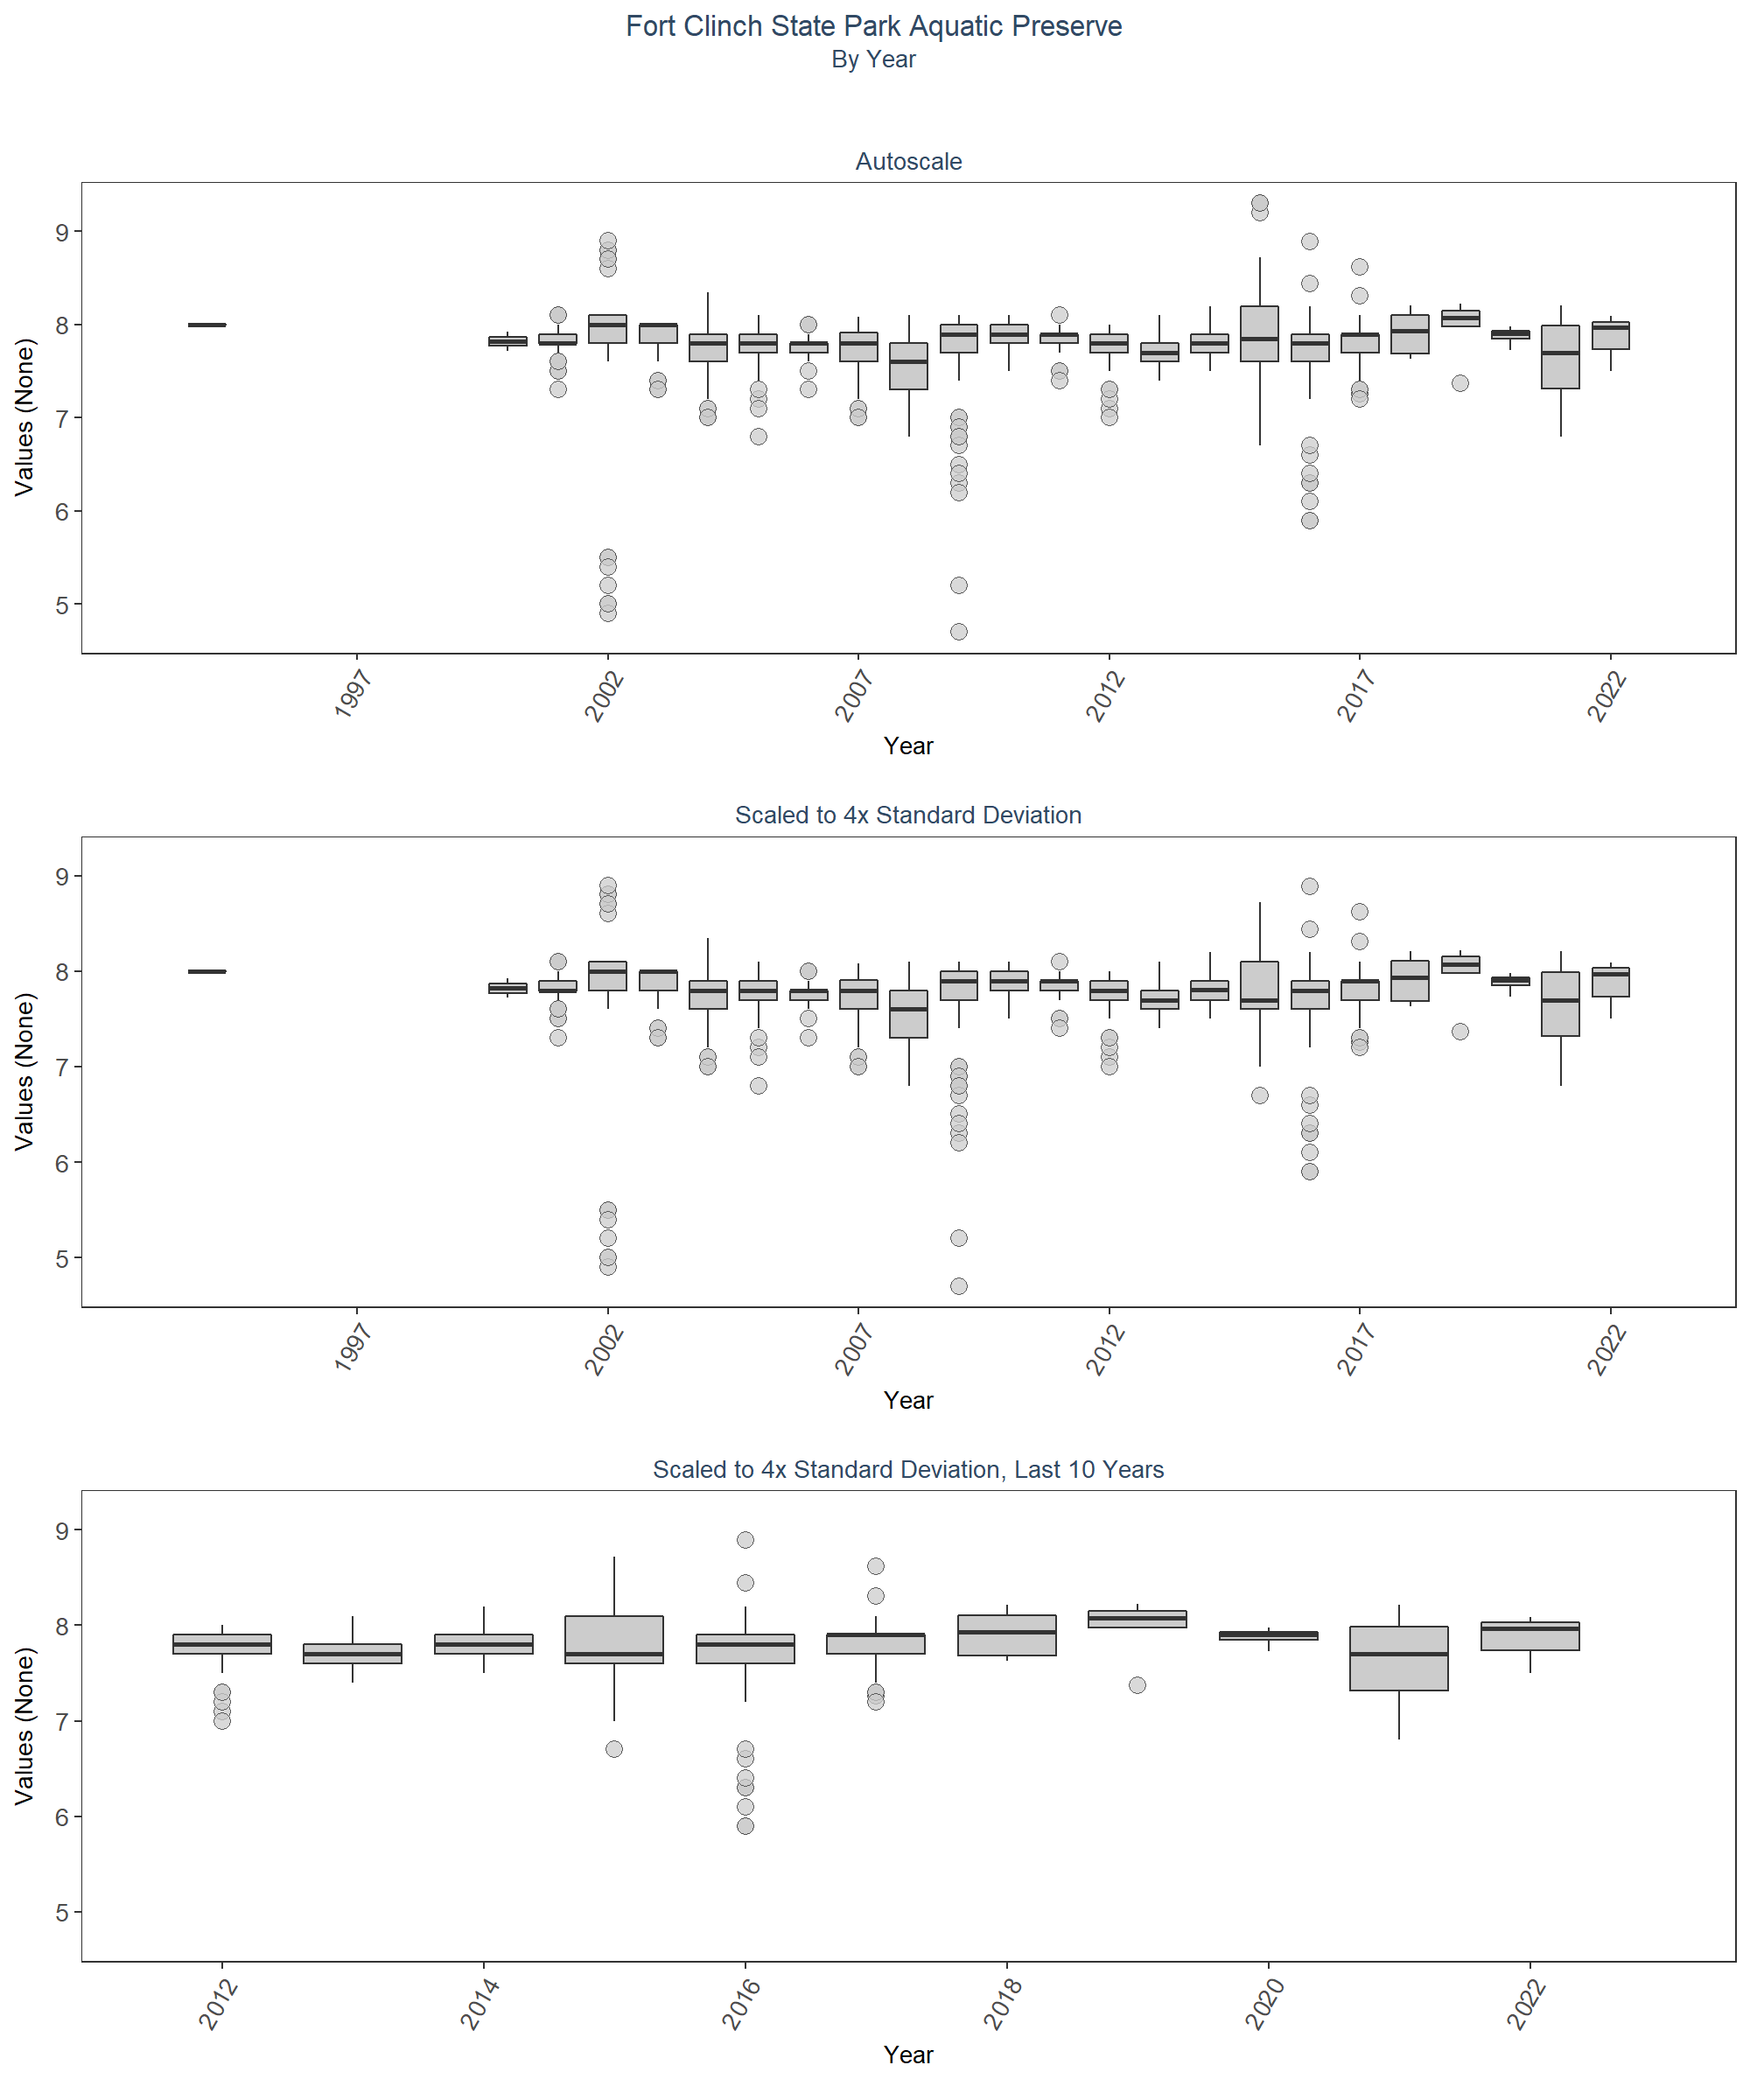 Fort Clinch State Park Aquatic Preserve
By Year
Autoscale
Values (None)
9
8
7
6
5
1997 2002 2007 2012 2017 2022
Year
Scaled to 4x Standard Deviation
Values (None)
9
8
7
6
5
1997 2002 2007 2012 2017 2022
Year
Scaled to 4x Standard Deviation, Last 10 Years
Values (None)
9
8
7
6
5
2012 2014 2016 2018 2020 2022
Year